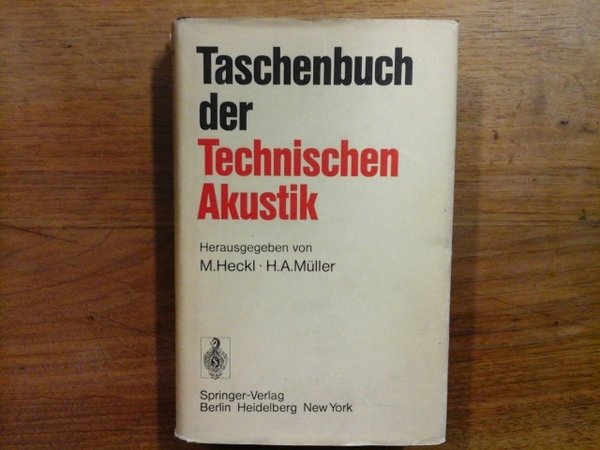 Taschenbuch
der
Technischen
Akustik
Herausgegeben von
M.Heckl · H.A.Müller
Springer-Verlag
Berlin Heidelberg New York